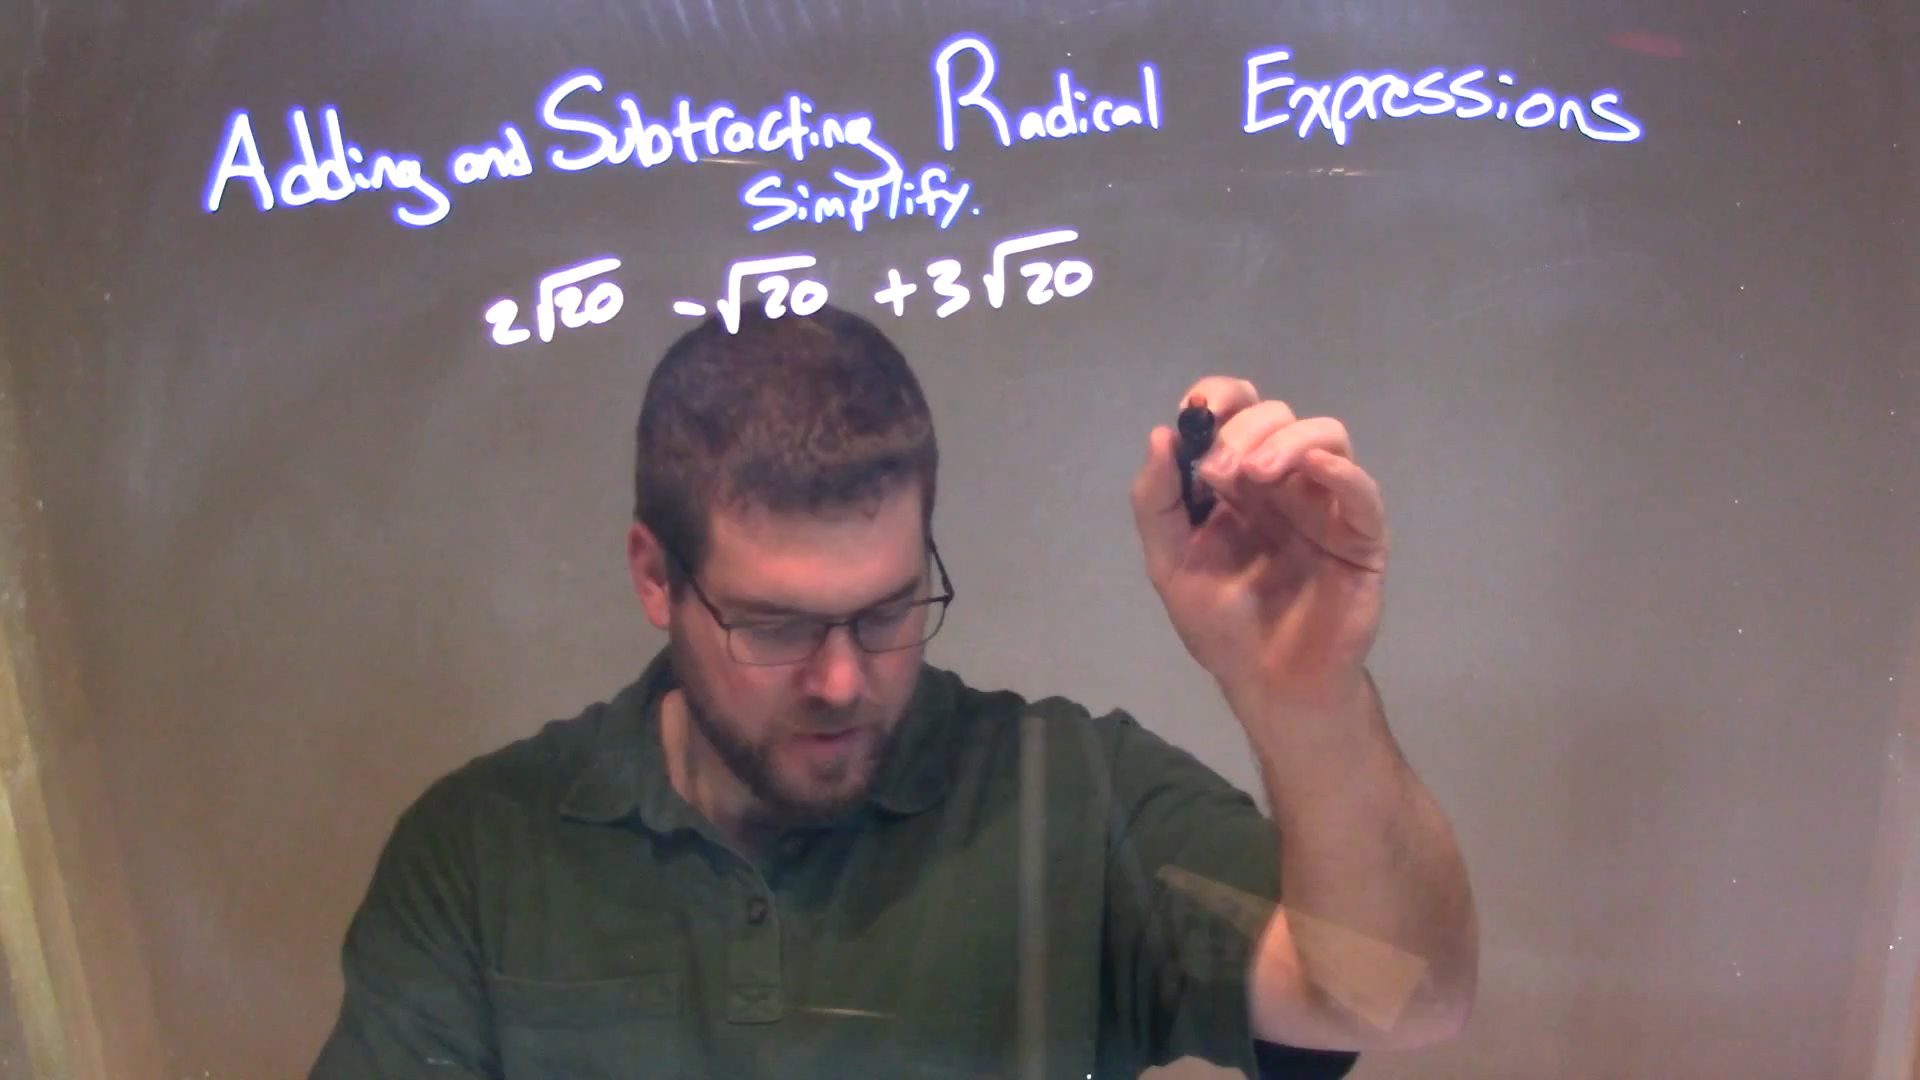 Adding and Subtracting Radical Expressions
Simplify.
2√20 - √20 + 3√20